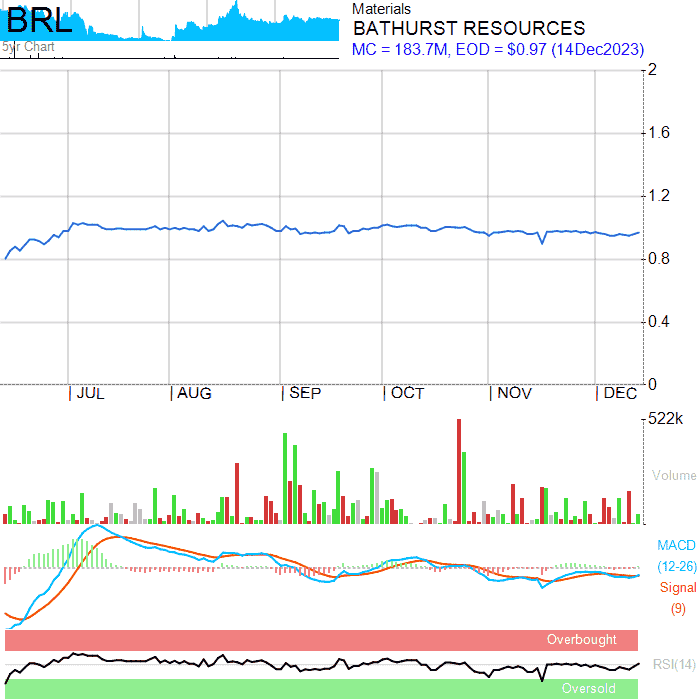 BRL
5yr Chart
Materials
BATHURST RESOURCES
MC = 183.7M, EOD = $0.97 (14Dec2023)
2
1.6
1.2
0.8
0.4
0
JUL AUG SEP OCT NOV DEC
522k
Volume
MACD
(12-26)
Signal
(9)
Overbought
RSI(14)
Oversold